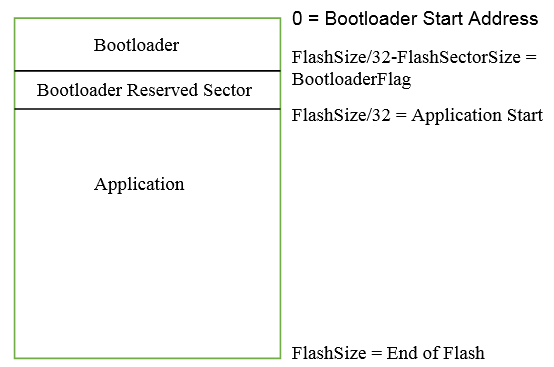 0 = Bootloader Start Address
Bootloader
FlashSize/32-FlashSectorSize =
BootloaderFlag
Bootloader Reserved Sector
FlashSize/32 = Application Start
Application
FlashSize = End of Flash